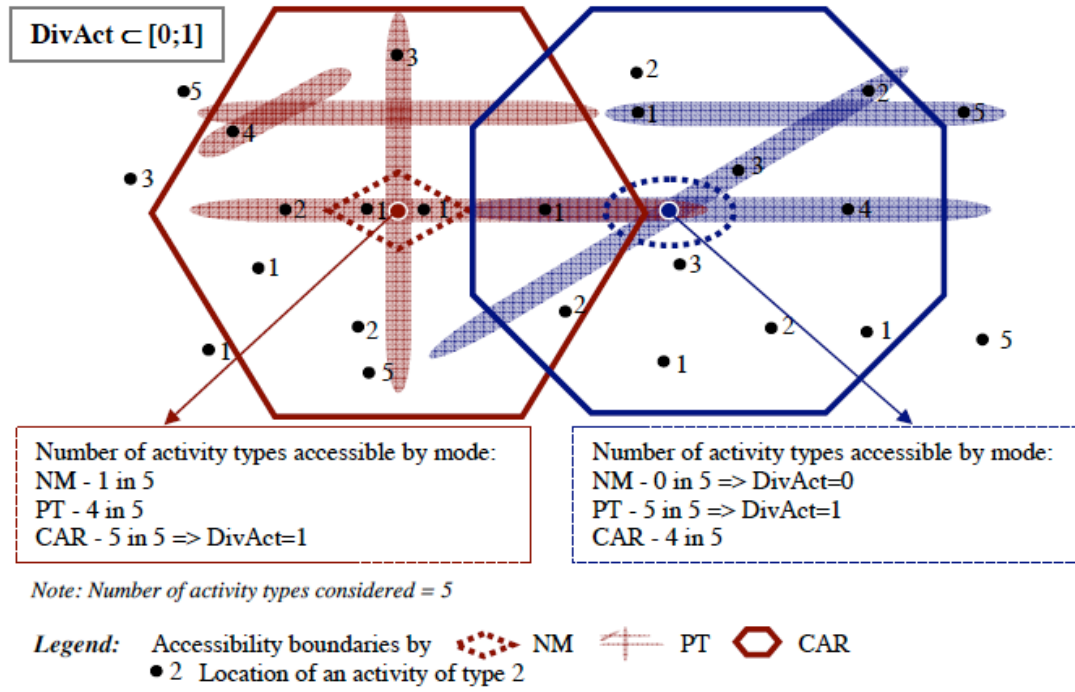 DivAct ⊂ [0;1]
3
2
5
2
1
5
4
3
3
2
1
1
1
4
1
3
2
2
2
1
1
5
5
1
Number of activity types accessible by mode:
NM - 1 in 5
PT - 4 in 5
CAR - 5 in 5 => DivAct=1
Number of activity types accessible by mode:
NM - 0 in 5 => DivAct=0
PT - 5 in 5 => DivAct=1
CAR - 4 in 5
Note: Number of activity types considered = 5
Legend: Accessibility boundaries by NM PT CAR
2 Location of an activity of type 2